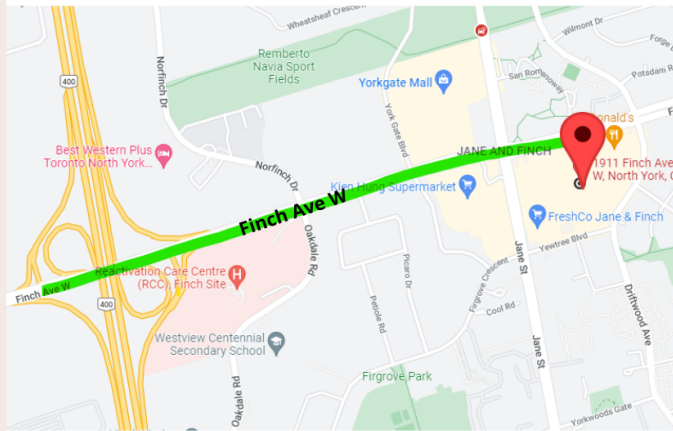 Wheatsheaf Crescent
Wilmont Dr
Forge
400
Norfinch Dr
Remberto
Navia Sport
Fields
Yorkgate Mall
San Romanoway
Potsdam R
York Gate Blvd
onald's
F
JANE AND FINCH
Best Western Plus
Toronto North York...
1911 Finch Ave
W, North York,
Norfinch Dr
Kien Hung Supermarket
Finch Ave W
FreshCo Jane & Finch
Oakdale Rd
Yewtree Blvd
Jane St
Reactivation Care Centre
(RCC), Finch Site
H
Finch Ave W
400
Picaro Dr
Firgrove Crescent
Driftwood Ave
Petiole Rd
Cool Rd
Westview Centennial
Secondary School
Jane St
Firgrove Park
Oakdale Rd
Yorkwoods Gate